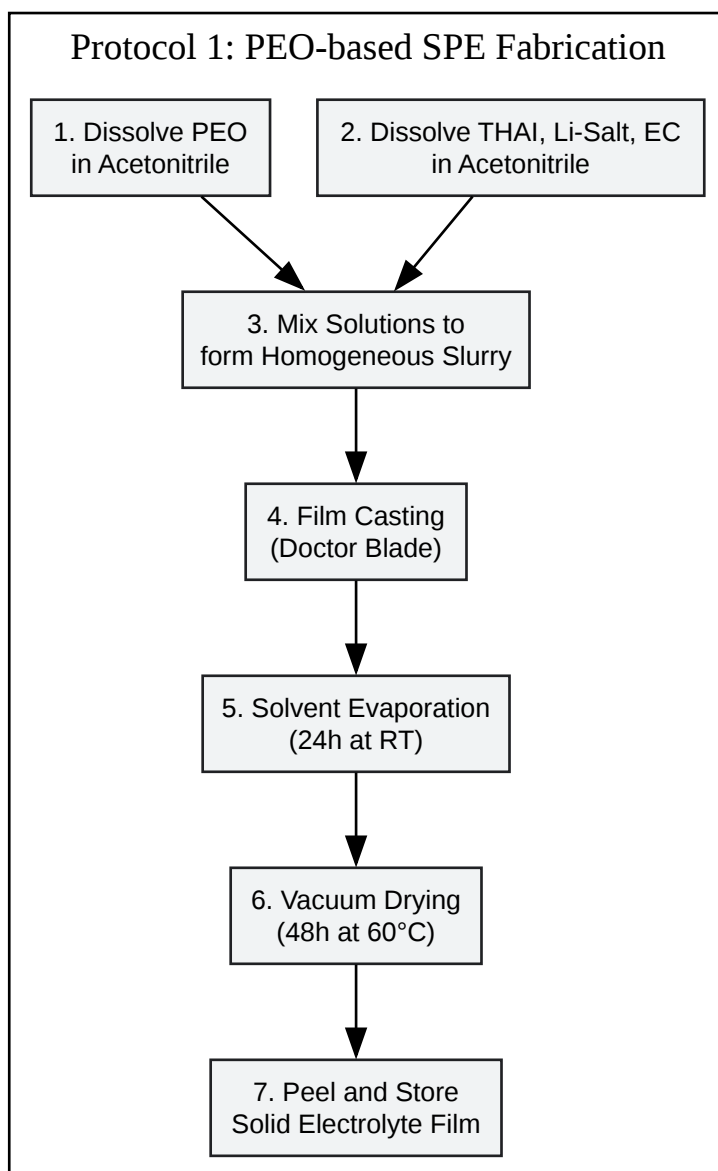 Protocol 1: PEO-based SPE Fabrication
1. Dissolve PEO
in Acetonitrile
2. Dissolve THAI, Li-Salt, EC
in Acetonitrile
3. Mix Solutions to
form Homogeneous Slurry
4. Film Casting
(Doctor Blade)
5. Solvent Evaporation
(24h at RT)
6. Vacuum Drying
(48h at 60°C)
7. Peel and Store
Solid Electrolyte Film